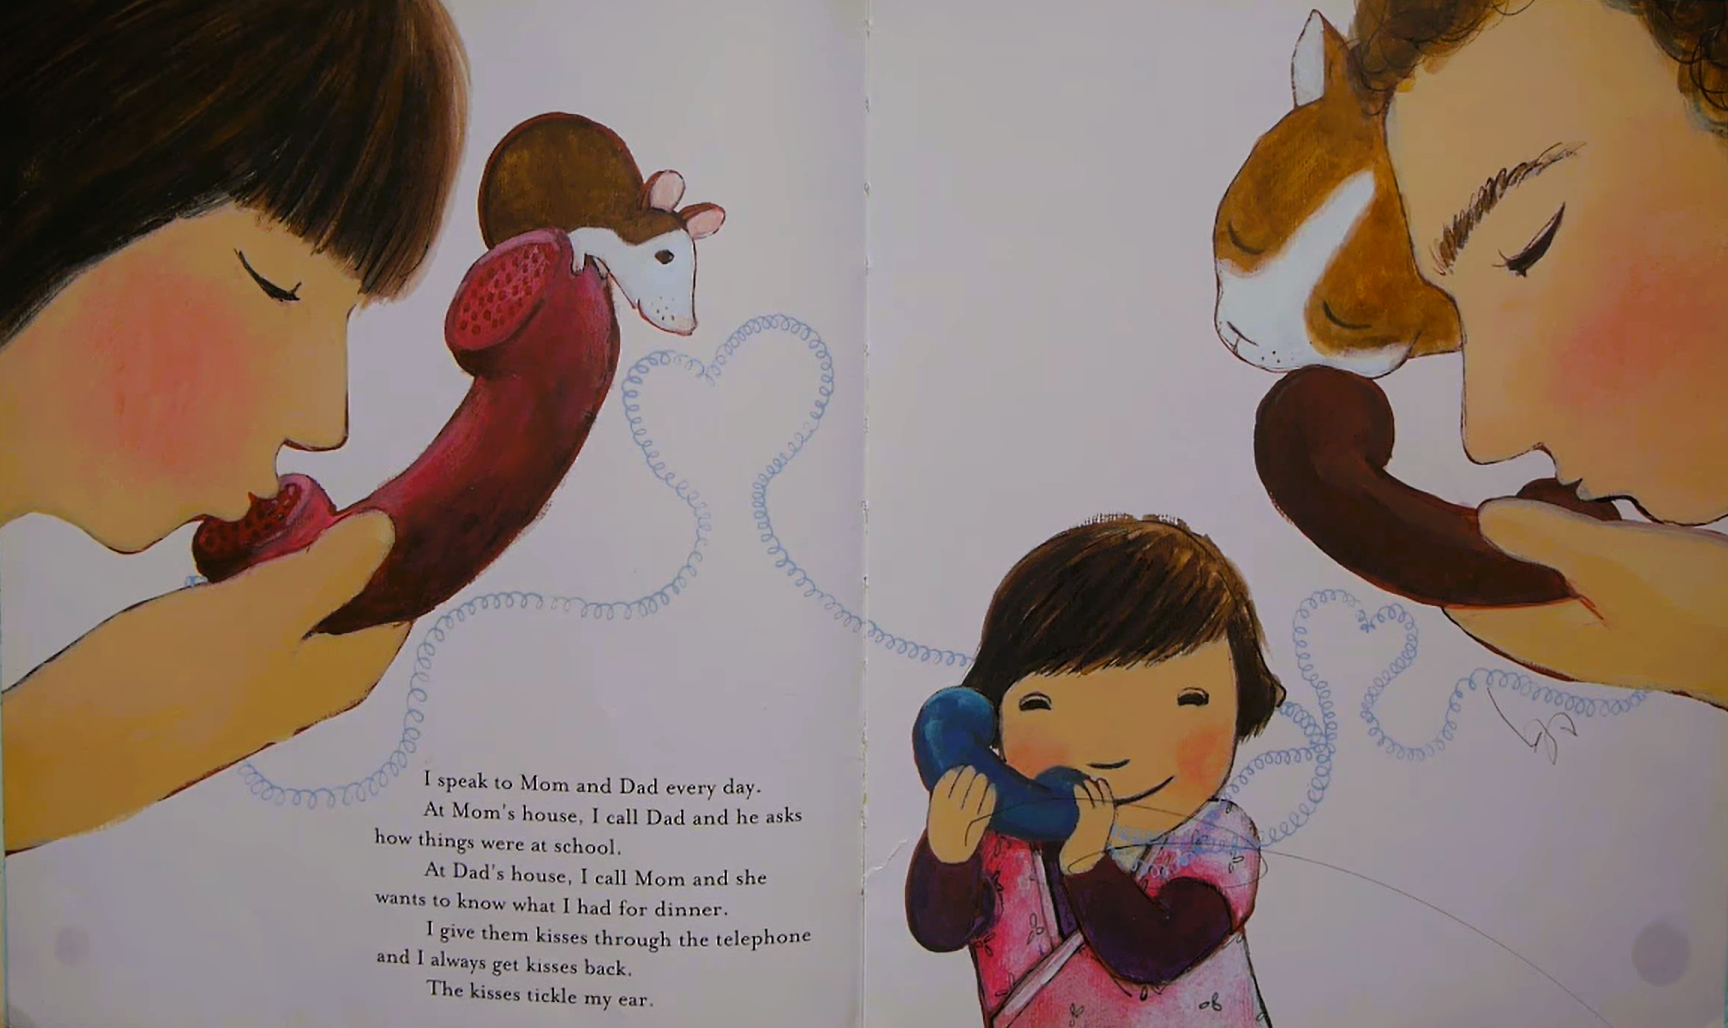 I speak to Mom and Dad every day.
At Mom's house, I call Dad and he asks
how things were at school.
At Dad's house, I call Mom and she
wants to know what I had for dinner.
I give them kisses through the telephone
and I always get kisses back.
The kisses tickle my ear.